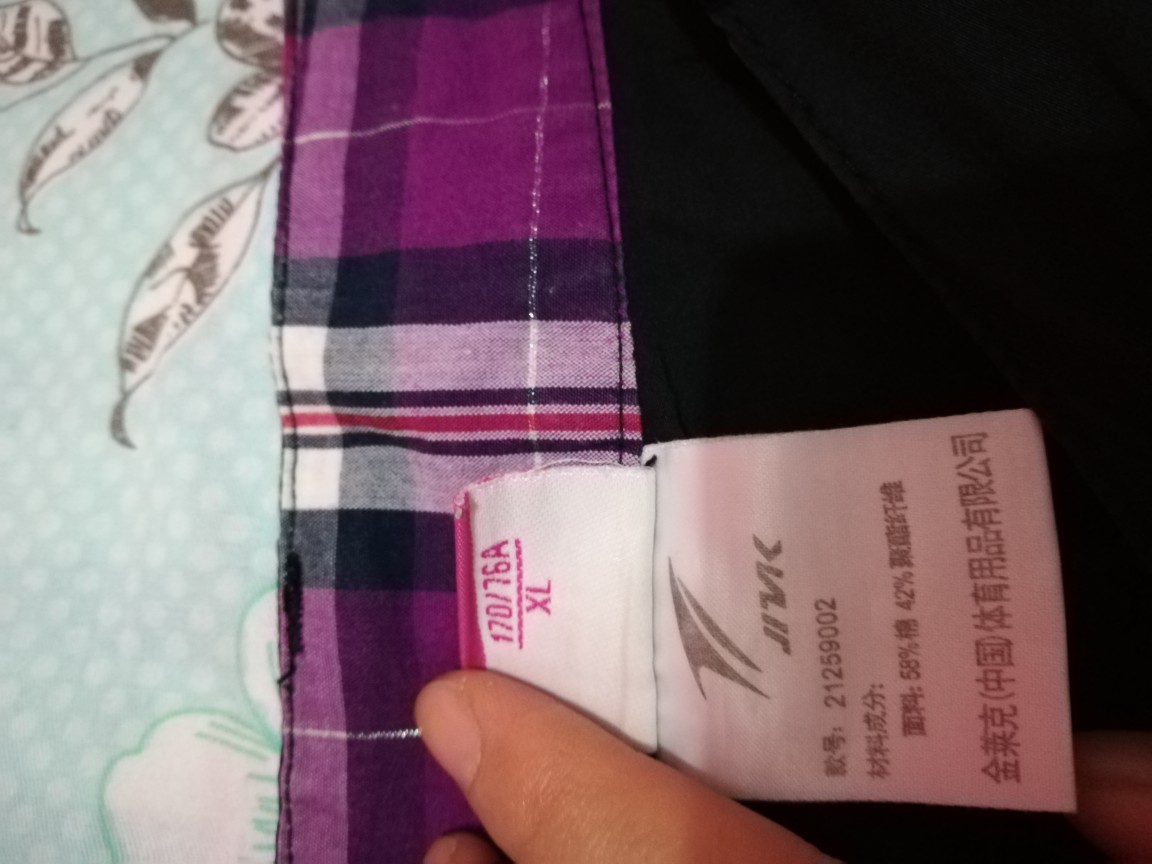 170/76A
XL
款号: 21259002
材料成分:
面料: 58%棉 42%聚酯纤维
金莱克(中国)体育用品有限公司